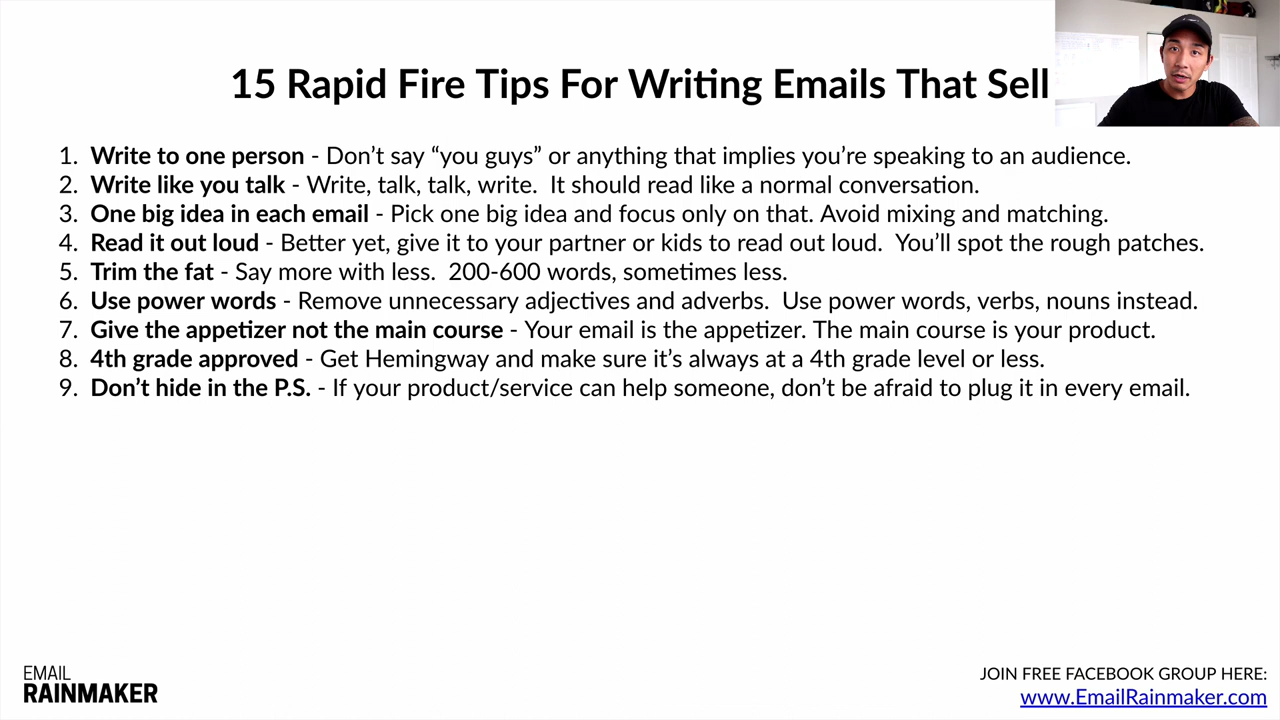 15 Rapid Fire Tips For Writing Emails That Sell
1. Write to one person - Don’t say “you guys” or anything that implies you’re speaking to an audience.
2. Write like you talk - Write, talk, talk, write.  It should read like a normal conversation.
3. One big idea in each email - Pick one big idea and focus only on that. Avoid mixing and matching.
4. Read it out loud - Better yet, give it to your partner or kids to read out loud.  You’ll spot the rough patches.
5. Trim the fat - Say more with less.  200-600 words, sometimes less.
6. Use power words - Remove unnecessary adjectives and adverbs.  Use power words, verbs, nouns instead.
7. Give the appetizer not the main course - Your email is the appetizer. The main course is your product.
8. 4th grade approved - Get Hemingway and make sure it’s always at a 4th grade level or less.
9. Don’t hide in the P.S. - If your product/service can help someone, don’t be afraid to plug it in every email.
EMAIL
RAINMAKER
JOIN FREE FACEBOOK GROUP HERE:
www.EmailRainmaker.com